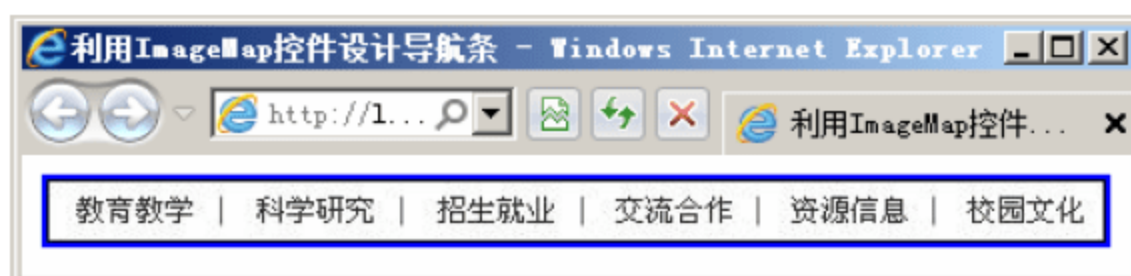 利用ImageMap控件设计导航条 - Windows Internet Explorer
http://l... 利用ImageMap控件...
教育教学 | 科学研究 | 招生就业 | 交流合作 | 资源信息 | 校园文化